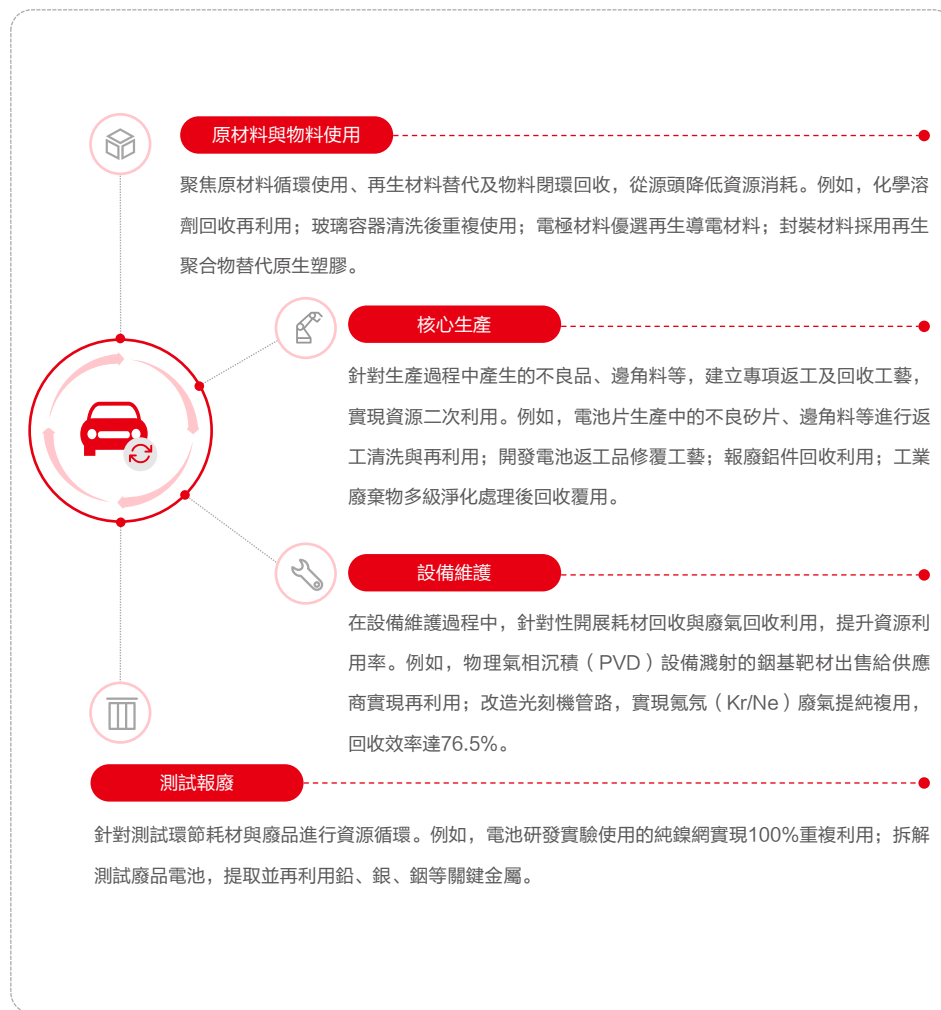 原材料與物料使用
聚焦原材料循環使用、再生材料替代及物料閉環回收，從源頭降低資源消耗。例如，化學溶
劑回收再利用；玻璃容器清洗後重複使用；電極材料優選再生導電材料；封裝材料採用再生
聚合物替代原生塑膠。
核心生產
針對生產過程中產生的不良品、邊角料等，建立專項返工及回收工藝，
實現資源二次利用。例如，電池片生產中的不良矽片、邊角料等進行返
工清洗與再利用；開發電池返工品修覆工藝；報廢鋁件回收利用；工業
廢棄物多級淨化處理後回收覆用。
設備維護
在設備維護過程中，針對性開展耗材回收與廢氣回收利用，提升資源利
用率。例如，物理氣相沉積（PVD）設備濺射的銦基靶材出售給供應
商實現再利用；改造光刻機管路，實現氪氖（Kr/Ne）廢氣提純複用，
回收效率達76.5%。
測試報廢
針對測試環節耗材與廢品進行資源循環。例如，電池研發實驗使用的純鎳網實現100%重複利用；拆解
測試廢品電池，提取並再利用鉛、銀、銦等關鍵金屬。